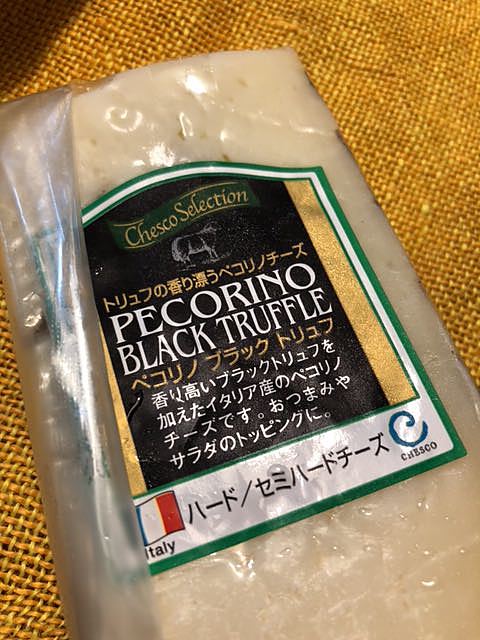 Chesco Selection
トリュフの香り漂うペコリノチーズ
PECORINO
BLACK TRUFFLE
ペコリノ ブラック トリュフ
香り高いブラックトリュフを
加えたイタリア産のペコリノ
チーズです。おつまみや
サラダのトッピングに。
CHESCO
ハード／セミハードチーズ
Italy